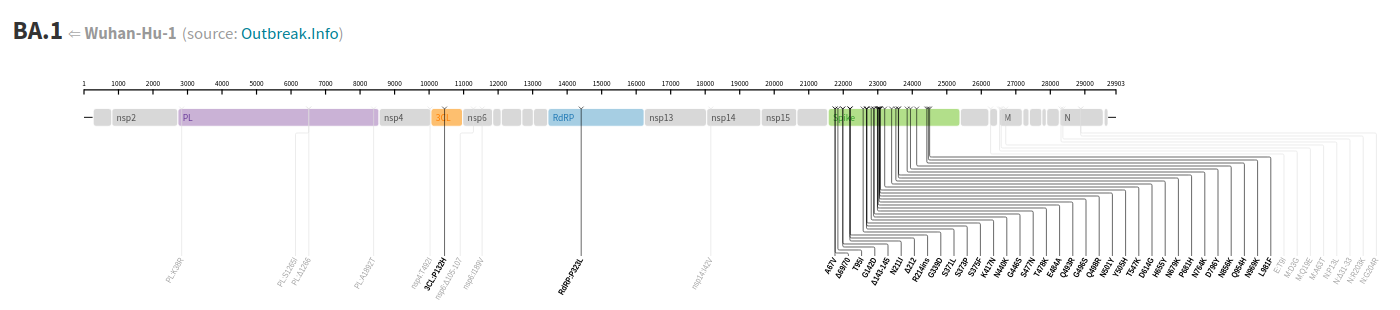 BA.1 ⇐ Wuhan-Hu-1 (source: Outbreak.Info)
1 1000 2000 3000 4000 5000 6000 7000 8000 9000 10000 11000 12000 13000 14000 15000 16000 17000 18000 19000 20000 21000 22000 23000 24000 25000 26000 27000 28000 29000 29903
nsp2 PL nsp4 3CL nsp6 RdRP nsp13 nsp14 nsp15 Spike M N
PL:K38R
PL:S1265I
PL:Δ1266
PL:A1892T
nsp4:T492I
3CL:P132H
nsp6:Δ105-107
nsp6:I189V
RdRP:P323L
nsp14:I42V
A67V
Δ69/70
T95I
G142D
Δ143-145
N211I
Δ212
R214ins
G339D
S371L
S373P
S375F
K417N
N440K
G446S
S477N
T478K
E484A
Q493R
G496S
Q498R
N501Y
Y505H
T547K
D614G
H655Y
N679K
P681H
N764K
D796Y
N856K
Q954H
N969K
L981F
E:T9I
M:D3G
M:Q19E
M:A63T
N:P13L
N:Δ31-33
N:R203K
N:G204R